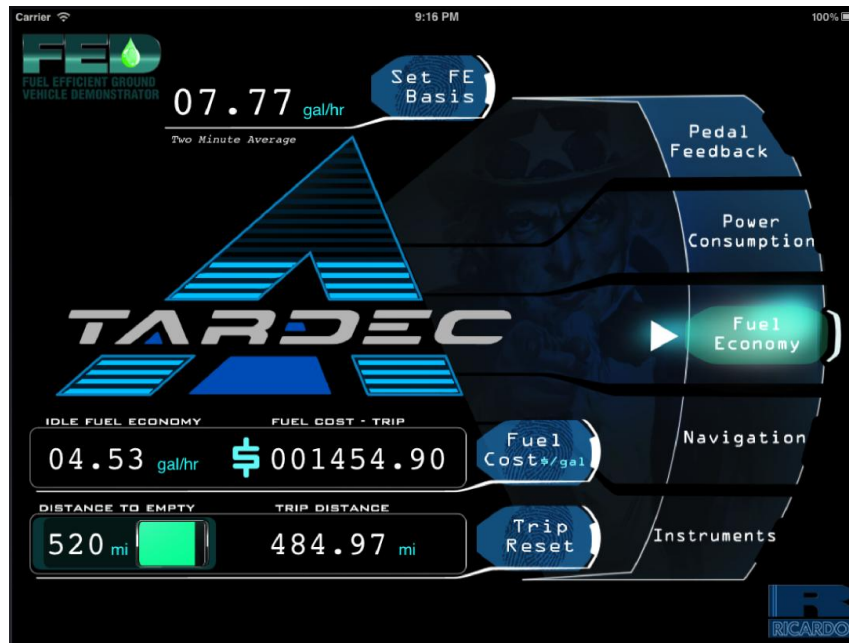 Carrier
9:16 PM
100%
FED
FUEL EFFICIENT GROUND
VEHICLE DEMONSTRATOR
07.77 gal/hr
Two Minute Average
Set FE
Basis
Pedal
Feedback
Power
Consumption
Fuel
Economy
Navigation
Instruments
TARDEC
IDLE FUEL ECONOMY
04.53 gal/hr
FUEL COST - TRIP
$ 001454.90
Fuel
Cost $/gal
DISTANCE TO EMPTY
520 mi
TRIP DISTANCE
484.97 mi
Trip
Reset
R
RICARDO